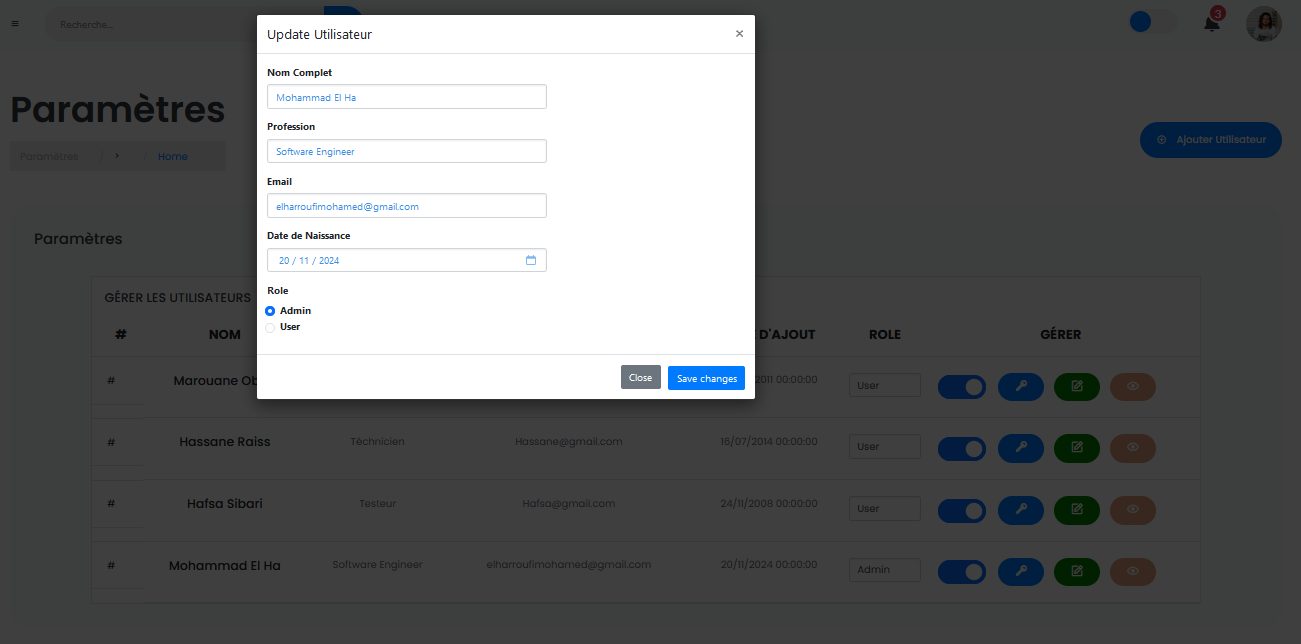 Recherche...
3
Update Utilisateur
×
Nom Complet
Mohammad El Ha
Profession
Software Engineer
Email
elharroufimohamed@gmail.com
Date de Naissance
20 / 11 / 2024
Role
Admin
User
Close
Save changes
Paramètres
Paramètres / > / Home
Ajouter Utilisateur
Paramètres
GÉRER LES UTILISATEURS
# NOM D'AJOUT ROLE GÉRER
# Marouane 2011 00:00:00 User
# Hassane Raiss Téchnicien Hassane@gmail.com 16/07/2014 00:00:00 User
# Hafsa Sibari Testeur Hafsa@gmail.com 24/11/2008 00:00:00 User
# Mohammad El Ha Software Engineer elharroufimohamed@gmail.com 20/11/2024 00:00:00 Admin